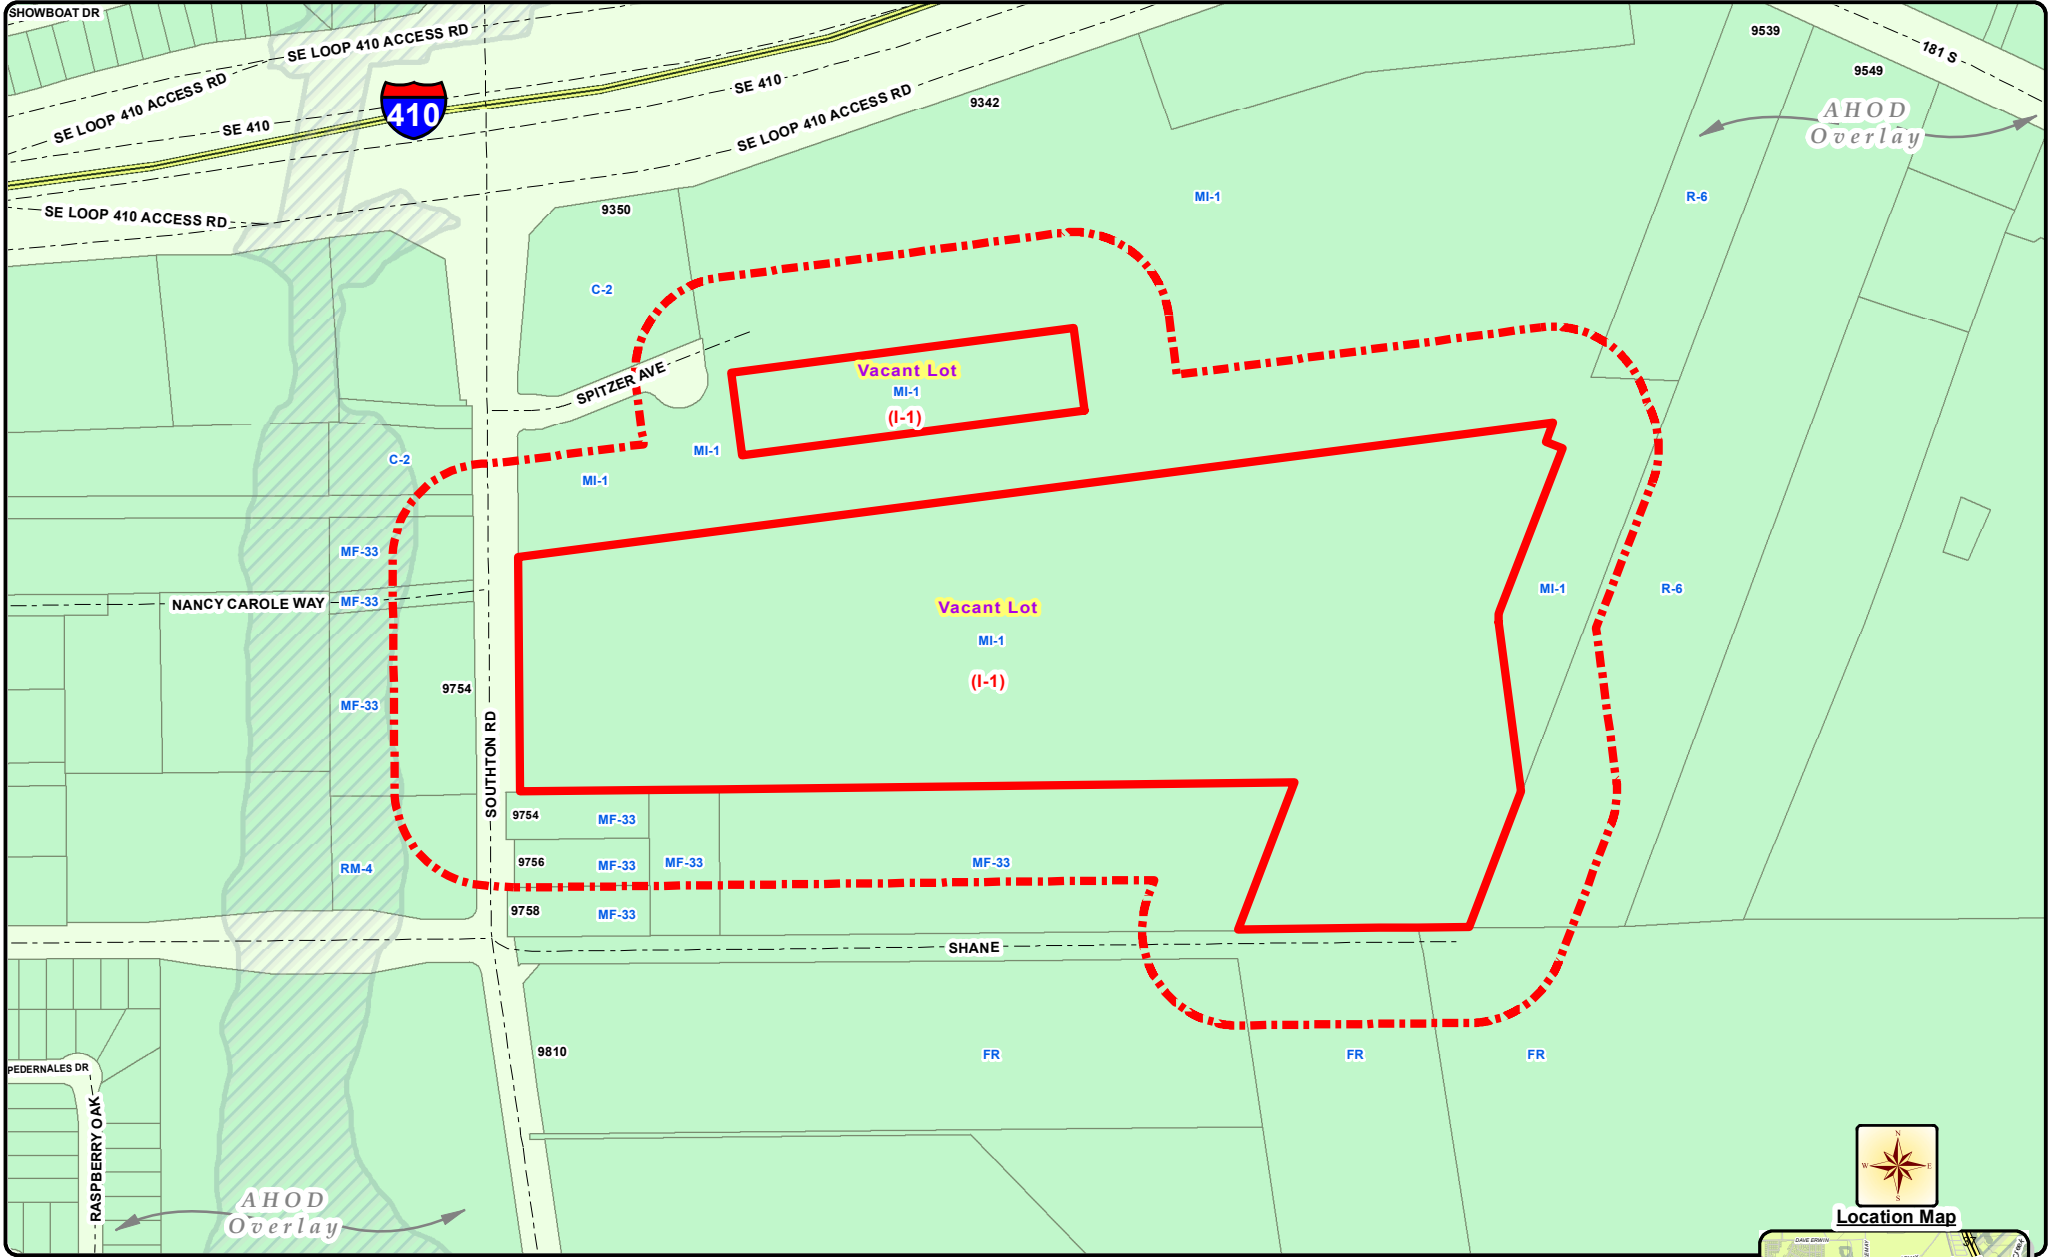 SHOWBOAT DR
SE LOOP 410 ACCESS RD
9539
181 S
9549
SE LOOP 410 ACCESS RD
410
SE 410
SE 410
9342
SE LOOP 410 ACCESS RD
AHOD
Overlay
SE LOOP 410 ACCESS RD
9350
MI-1
R-6
C-2
SPITZER AVE
Vacant Lot
MI-1
(I-1)
C-2
MI-1
MI-1
MF-33
NANCY CAROLE WAY
MF-33
Vacant Lot
MI-1
(I-1)
MI-1
R-6
MF-33
9754
SOUTHTON RD
9754
MF-33
9756
MF-33
MF-33
MF-33
RM-4
9758
MF-33
SHANE
9810
FR
FR
FR
PEDERNALES DR
RASPBERRY OAK
AHOD
Overlay
N
W
E
S
Location Map
DAVE ERWIN
37